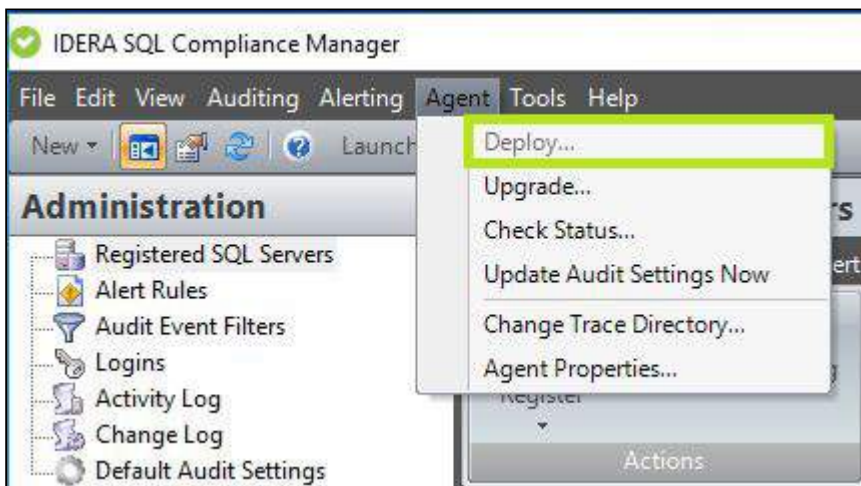 IDERA SQL Compliance Manager
File Edit View Auditing Alerting Agent Tools Help
New Launch
Deploy...
Upgrade...
Check Status...
Update Audit Settings Now
Change Trace Directory...
Agent Properties...
Administration
Registered SQL Servers
Alert Rules
Audit Event Filters
Logins
Activity Log
Change Log
Default Audit Settings
Register
Actions